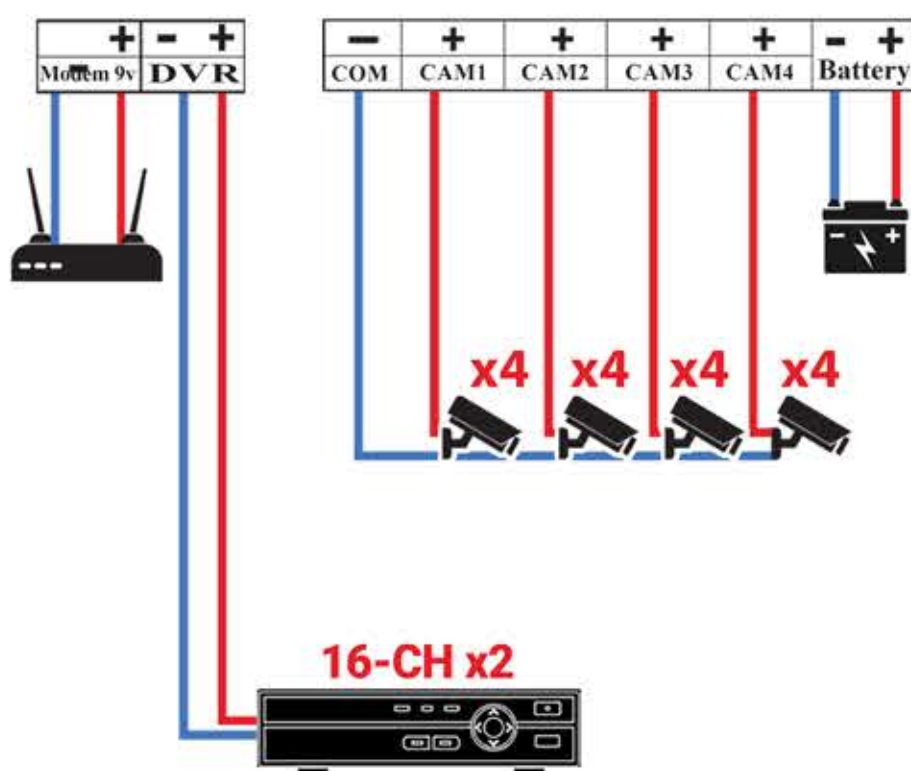 - + - + - + + + + - +
Modem 9v DVR COM CAM1 CAM2 CAM3 CAM4 Battery
- +
x4 x4 x4 x4
16-CH x2